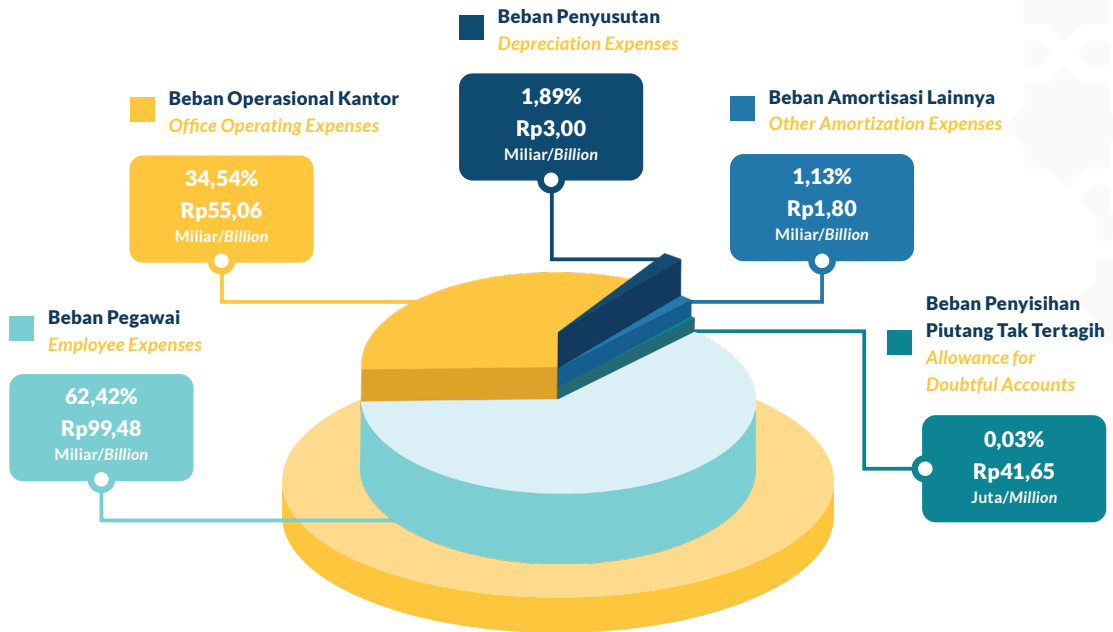 Beban Penyusutan
Depreciation Expenses
1,89%
Rp3,00
Miliar/Billion
Beban Operasional Kantor
Office Operating Expenses
34,54%
Rp55,06
Miliar/Billion
Beban Amortisasi Lainnya
Other Amortization Expenses
1,13%
Rp1,80
Miliar/Billion
Beban Pegawai
Employee Expenses
62,42%
Rp99,48
Miliar/Billion
Beban Penyisihan
Piutang Tak Tertagih
Allowance for
Doubtful Accounts
0,03%
Rp41,65
Juta/Million